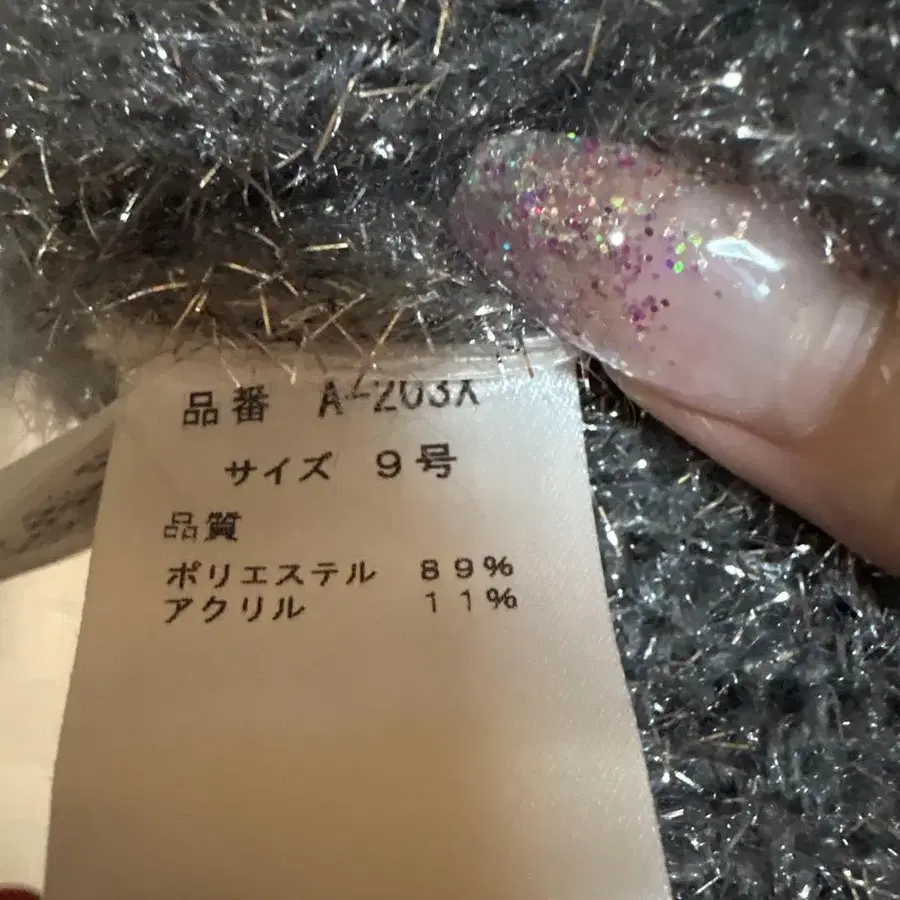 品番 A-203X
サイズ 9号
品質
ポリエステル 89%
アクリル 11%